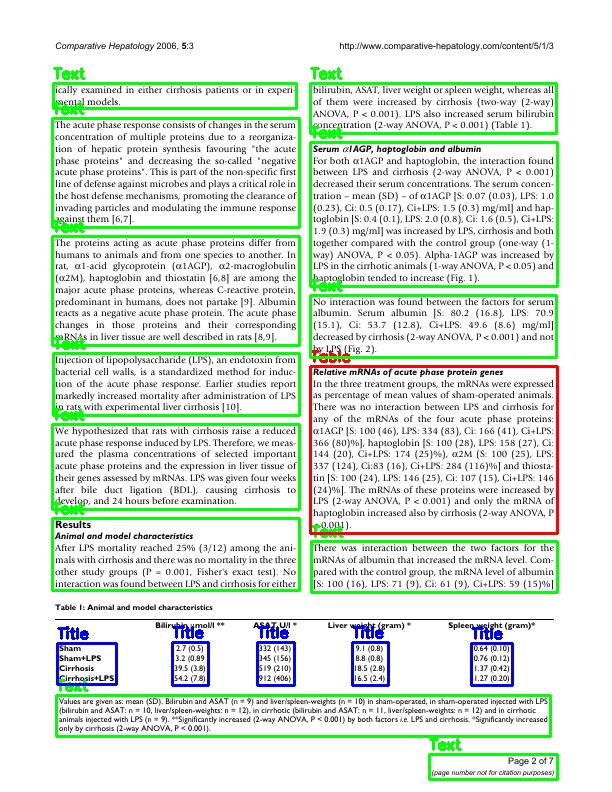 Comparative Hepatology 2006, 5:3
http://www.comparative-hepatology.com/content/5/1/3
Text
ically examined in either cirrhosis patients or in experi-
mental models.
Text
The acute phase response consists of changes in the serum
concentration of multiple proteins due to a reorganiza-
tion of hepatic protein synthesis favouring "the acute
phase proteins" and decreasing the so-called "negative
acute phase proteins". This is part of the non-specific first
line of defense against microbes and plays a critical role in
the host defense mechanisms, promoting the clearance of
invading particles and modulating the immune response
against them [6,7].
Text
The proteins acting as acute phase proteins differ from
humans to animals and from one species to another. In
rat, α1-acid glycoprotein (α1AGP), α2-macroglobulin
(α2M), haptoglobin and thiostatin [6,8] are among the
major acute phase proteins, whereas C-reactive protein,
predominant in humans, does not partake [9]. Albumin
reacts as a negative acute phase protein. The acute phase
changes in those proteins and their corresponding
mRNAs in liver tissue are well described in rats [8,9].
Text
Injection of lipopolysaccharide (LPS), an endotoxin from
bacterial cell walls, is a standardized method for induc-
tion of the acute phase response. Earlier studies report
markedly increased mortality after administration of LPS
in rats with experimental liver cirrhosis [10].
Text
We hypothesized that rats with cirrhosis raise a reduced
acute phase response induced by LPS. Therefore, we meas-
ured the plasma concentrations of selected important
acute phase proteins and the expression in liver tissue of
their genes assessed by mRNAs. LPS was given four weeks
after bile duct ligation (BDL), causing cirrhosis to
develop, and 24 hours before examination.
Text
Results
Animal and model characteristics
After LPS mortality reached 25% (3/12) among the ani-
mals with cirrhosis and there was no mortality in the three
other study groups (P = 0.001, Fisher's exact test). No
interaction was found between LPS and cirrhosis for either
Text
bilirubin, ASAT, liver weight or spleen weight, whereas all
of them were increased by cirrhosis (two-way (2-way)
ANOVA, P < 0.001). LPS also increased serum bilirubin
concentration (2-way ANOVA, P < 0.001) (Table 1).
Text
Serum α1AGP, haptoglobin and albumin
For both α1AGP and haptoglobin, the interaction found
between LPS and cirrhosis (2-way ANOVA, P < 0.001)
decreased their serum concentrations. The serum concen-
tration – mean (SD) – of α1AGP [S: 0.07 (0.03), LPS: 1.0
(0.23), Ci: 0.5 (0.17), Ci+LPS: 1.5 (0.3) mg/ml] and hap-
toglobin [S: 0.4 (0.1), LPS: 2.0 (0.8), Ci: 1.6 (0.5), Ci+LPS:
1.9 (0.3) mg/ml] was increased by LPS, cirrhosis and both
together compared with the control group (one-way (1-
way) ANOVA, P < 0.05). Alpha-1AGP was increased by
LPS in the cirrhotic animals (1-way ANOVA, P < 0.05) and
haptoglobin tended to increase (Fig. 1).
Text
No interaction was found between the factors for serum
albumin. Serum albumin [S: 80.2 (16.8), LPS: 70.9
(15.1), Ci: 53.7 (12.8), Ci+LPS: 49.6 (8.6) mg/ml]
decreased by cirrhosis (2-way ANOVA, P < 0.001) and not
by LPS (Fig. 2).
Table
Relative mRNAs of acute phase protein genes
In the three treatment groups, the mRNAs were expressed
as percentage of mean values of sham-operated animals.
There was no interaction between LPS and cirrhosis for
any of the mRNAs of the four acute phase proteins:
α1AGP [S: 100 (46), LPS: 334 (83), Ci: 166 (41), Ci+LPS:
366 (80)%], haptoglobin [S: 100 (28), LPS: 158 (27), Ci:
144 (20), Ci+LPS: 174 (25)%), α2M (S: 100 (25), LPS:
337 (124), Ci:83 (16), Ci+LPS: 284 (116)%] and thiosta-
tin [S: 100 (24), LPS: 146 (25), Ci: 107 (15), Ci+LPS: 146
(24)%]. The mRNAs of these proteins were increased by
LPS (2-way ANOVA, P < 0.001) and only the mRNA of
haptoglobin increased also by cirrhosis (2-way ANOVA, P
< 0.001).
Text
There was interaction between the two factors for the
mRNAs of albumin that increased the mRNA level. Com-
pared with the control group, the mRNA level of albumin
[S: 100 (16), LPS: 71 (9), Ci: 61 (9), Ci+LPS: 59 (15)%]
Table 1: Animal and model characteristics
Bilirubin μmol/l ** ASAT U/l * Liver weight (gram) * Spleen weight (gram)*
Title Title Title Title Title
Sham 2.7 (0.5) 332 (143) 9.1 (0.8) 0.64 (0.10)
Sham+LPS 3.2 (0.89 345 (156) 8.8 (0.8) 0.76 (0.12)
Cirrhosis 39.5 (3.8) 519 (210) 18.5 (2.8) 1.37 (0.42)
Cirrhosis+LPS 54.2 (7.8) 912 (406) 16.5 (2.4) 1.27 (0.20)
Text
Values are given as: mean (SD). Bilirubin and ASAT (n = 9) and liver/spleen-weights (n = 10) in sham-operated, in sham-operated injected with LPS
(bilirubin and ASAT: n = 10, liver/spleen-weights: n = 12), in cirrhotic (bilirubin and ASAT: n = 11, liver/spleen-weights: n = 12) and in cirrhotic
animals injected with LPS (n = 9). **Significantly increased (2-way ANOVA, P < 0.001) by both factors i.e. LPS and cirrhosis. *Significantly increased
only by cirrhosis (2-way ANOVA, P < 0.001).
Text
Page 2 of 7
(page number not for citation purposes)